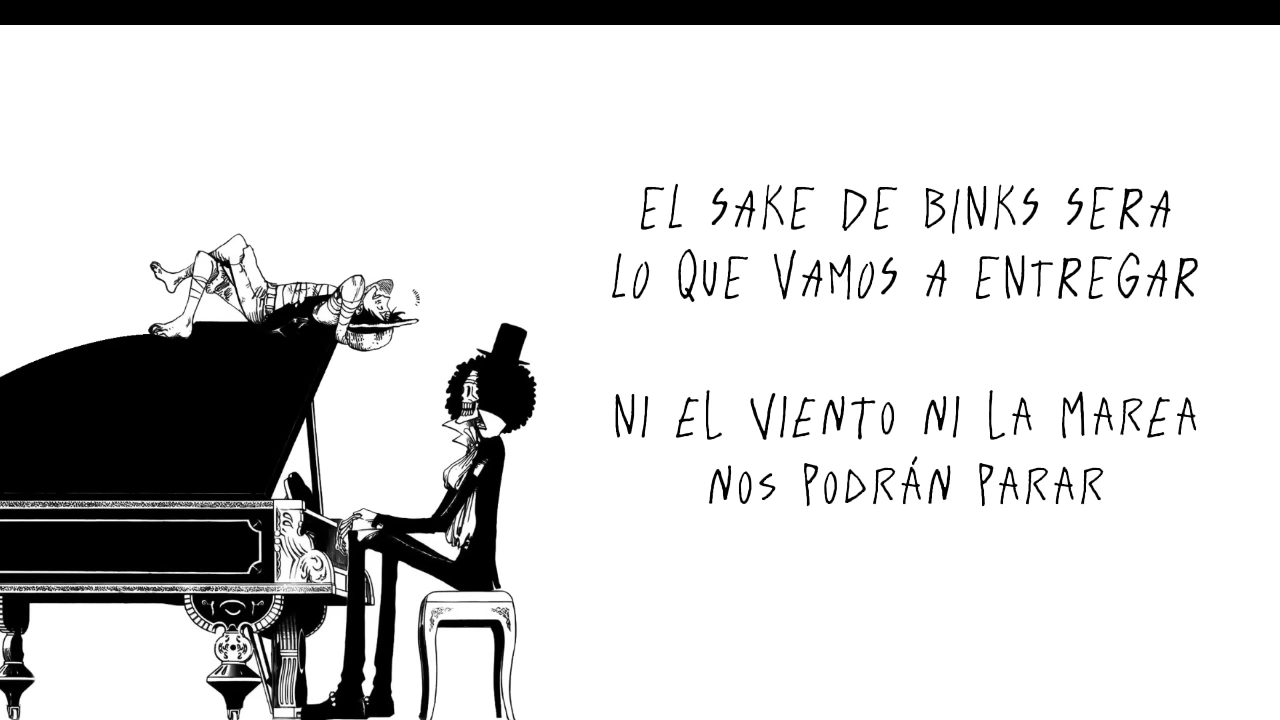 EL SAKE DE BINKS SERA
LO QUE VAMOS A ENTREGAR
NI EL VIENTO NI LA MAREA
NOS PODRÁN PARAR